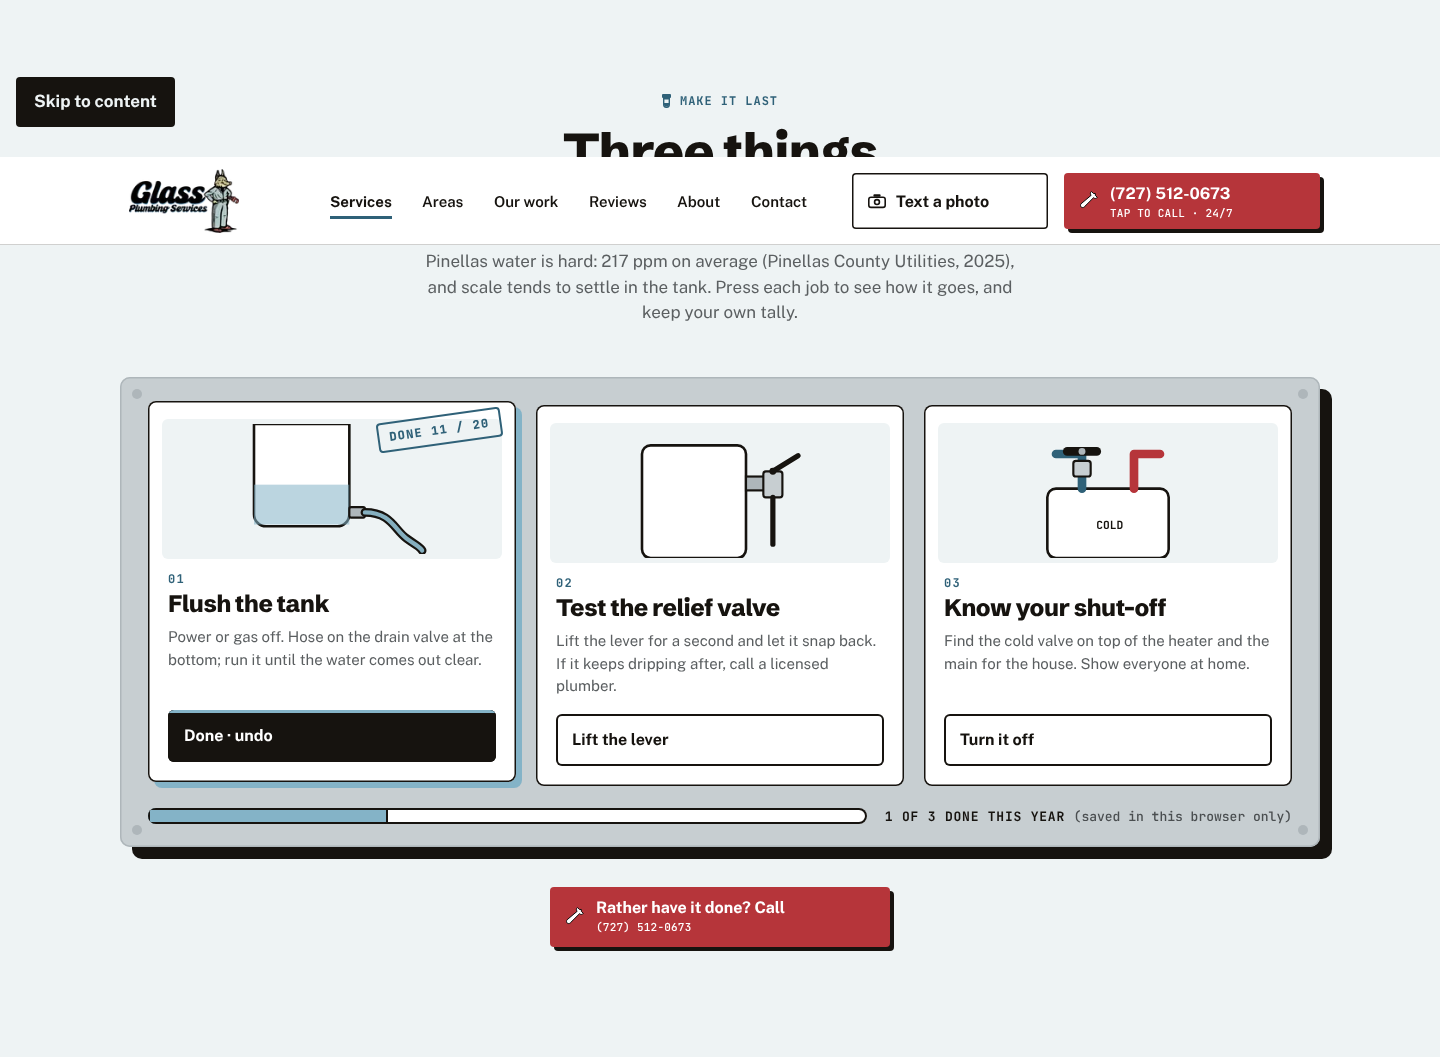 Skip to content
MAKE IT LAST
Three things
Glass
Plumbing Services
Services
Areas
Our work
Reviews
About
Contact
Text a photo
(727) 512-0673
TAP TO CALL · 24/7
Pinellas water is hard: 217 ppm on average (Pinellas County Utilities, 2025),
and scale tends to settle in the tank. Press each job to see how it goes, and
keep your own tally.
DONE 11 / 20
01
Flush the tank
Power or gas off. Hose on the drain valve at the
bottom; run it until the water comes out clear.
Done · undo
02
Test the relief valve
Lift the lever for a second and let it snap back.
If it keeps dripping after, call a licensed
plumber.
Lift the lever
COLD
03
Know your shut-off
Find the cold valve on top of the heater and the
main for the house. Show everyone at home.
Turn it off
1 OF 3 DONE THIS YEAR (saved in this browser only)
Rather have it done? Call
(727) 512-0673